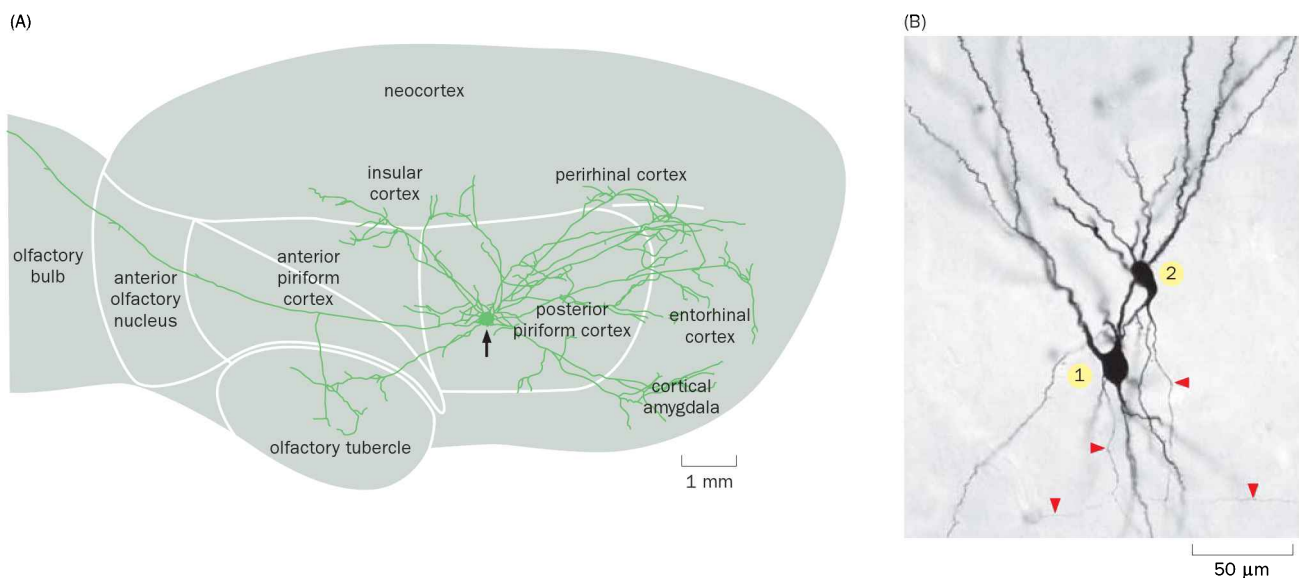 (A)
neocortex
insular
cortex
perirhinal cortex
olfactory
bulb
anterior
olfactory
nucleus
anterior
piriform
cortex
posterior
piriform cortex
entorhinal
cortex
cortical
amygdala
olfactory tubercle
1 mm
(B)
2
1
50 μm